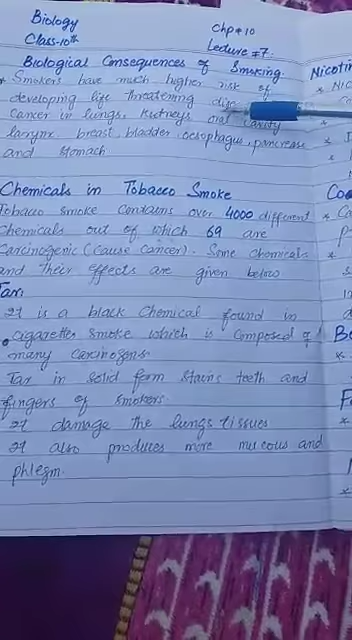 Biology
Chp # 10
Class-10th
Lecture #7.
Biological Consequences of Smoking.
Smokers have much higher risk of
developing life threatening
cancer in lungs, Kidneys oral cavity
larynx, breast, bladder, oesophagus, pancrease
and stomach
Chemicals in Tobacco Smoke
Tobacco smoke contains over 4000 different
Chemicals out of which 69 are
Carcinogenic (cause cancer). Some Chemicals
and their effects are given below
Tar:
It is a black Chemical found in
cigarettes smoke which is composed of
many carcinogens.
Tar in solid form stains teeth and
fingers of smokers.
It damage the lungs tissues
It also produces more mucous and
phlegm.
Nicotin